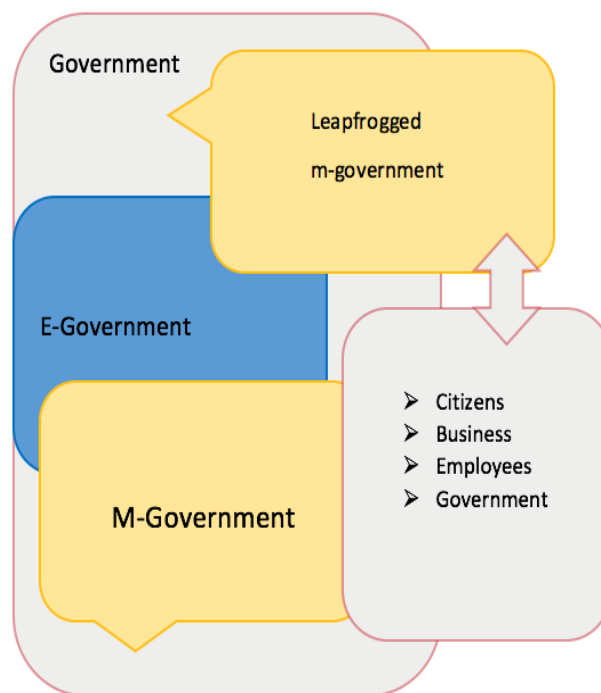 Government
Leapfrogged
m-government
E-Government
Citizens
Business
Employees
Government
M-Government